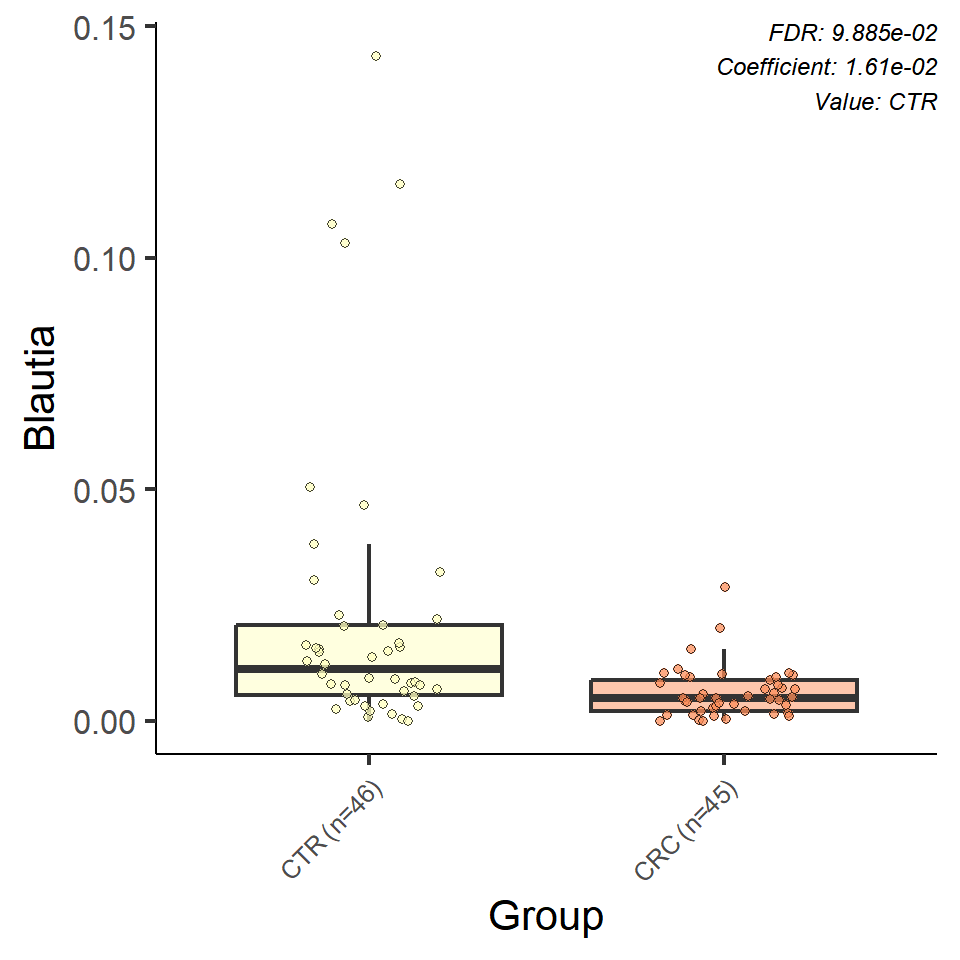 FDR: 9.885e-02
Coefficient: 1.61e-02
Value: CTR
0.15
0.10
0.05
0.00
Blautia
CTR (n=46)
CRC (n=45)
Group